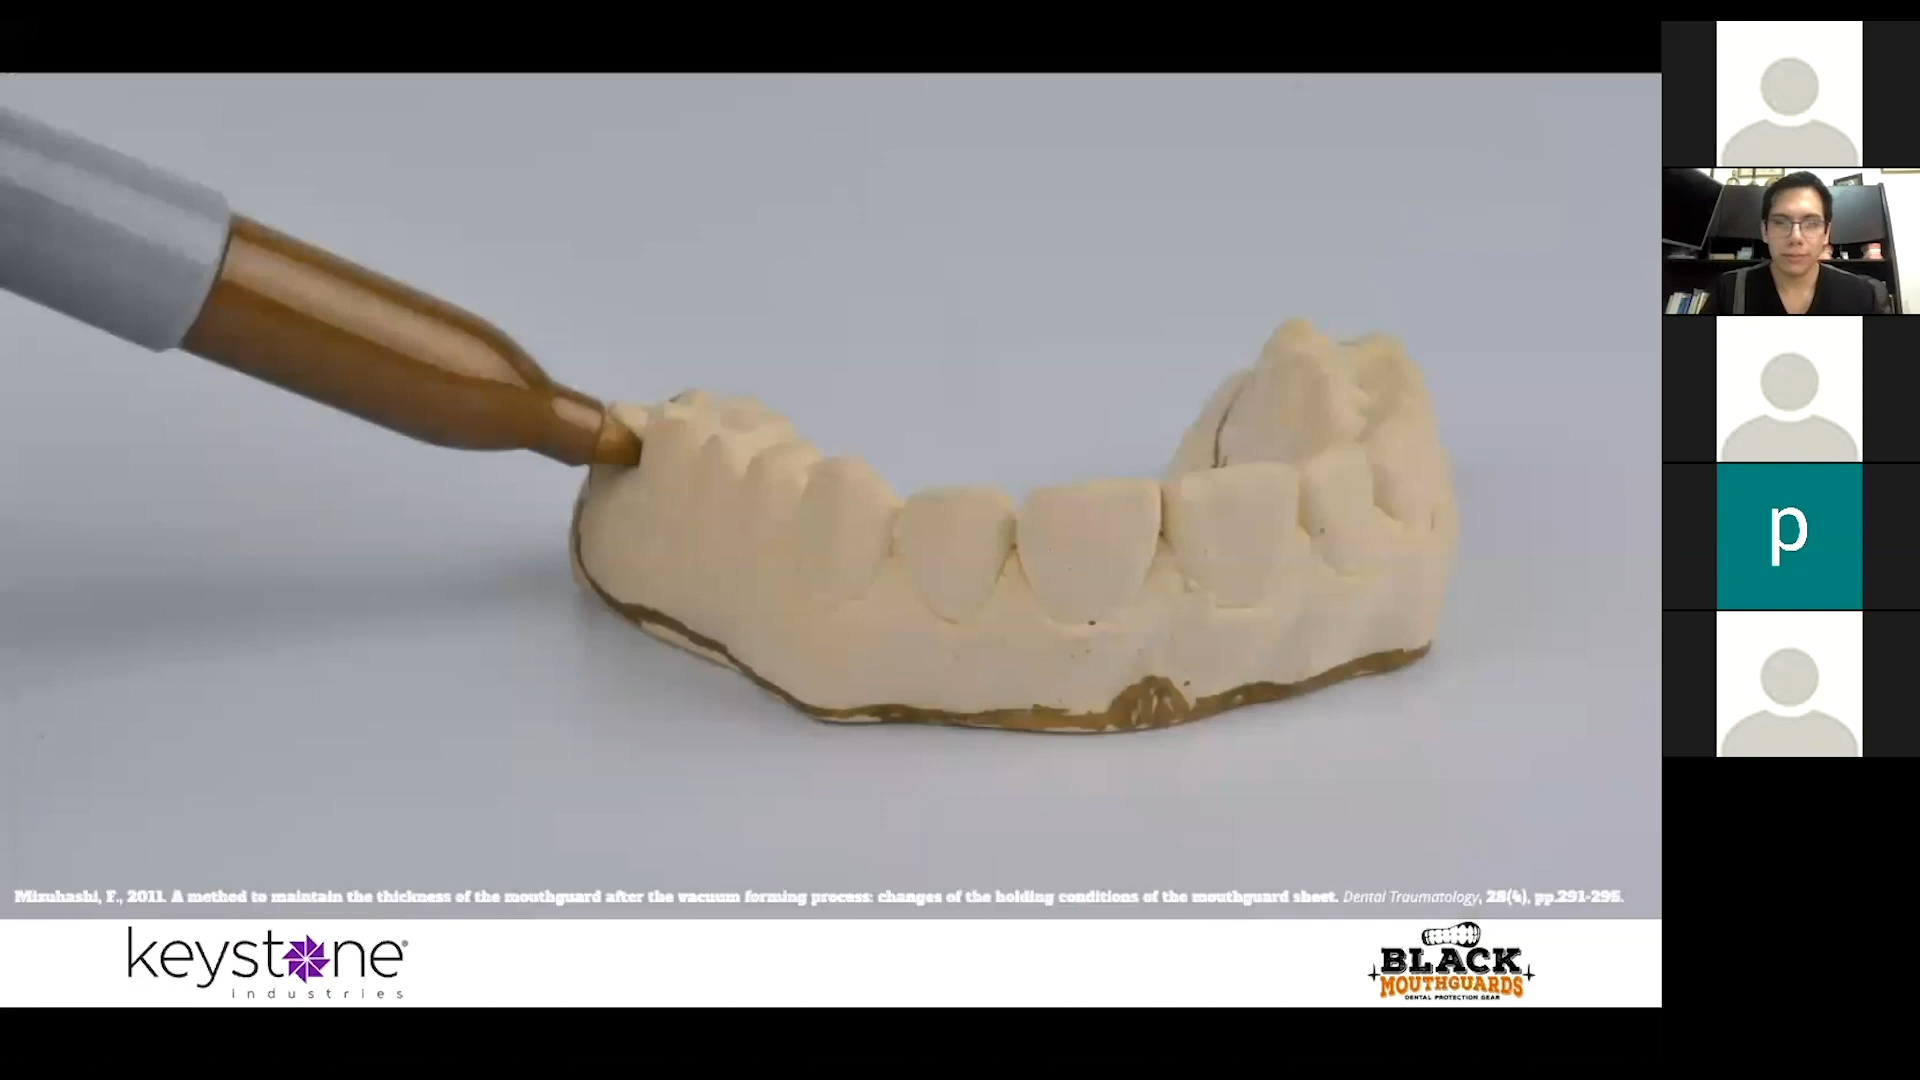 Mizuhashi, F., 2011. A method to maintain the thickness of the mouthguard after the vacuum forming process: changes of the holding conditions of the mouthguard sheet. Dental Traumatology, 28(4), pp.291-295.
keystone
industries
BLACK
MOUTHGUARDS
DENTAL PROTECTION GEAR
p